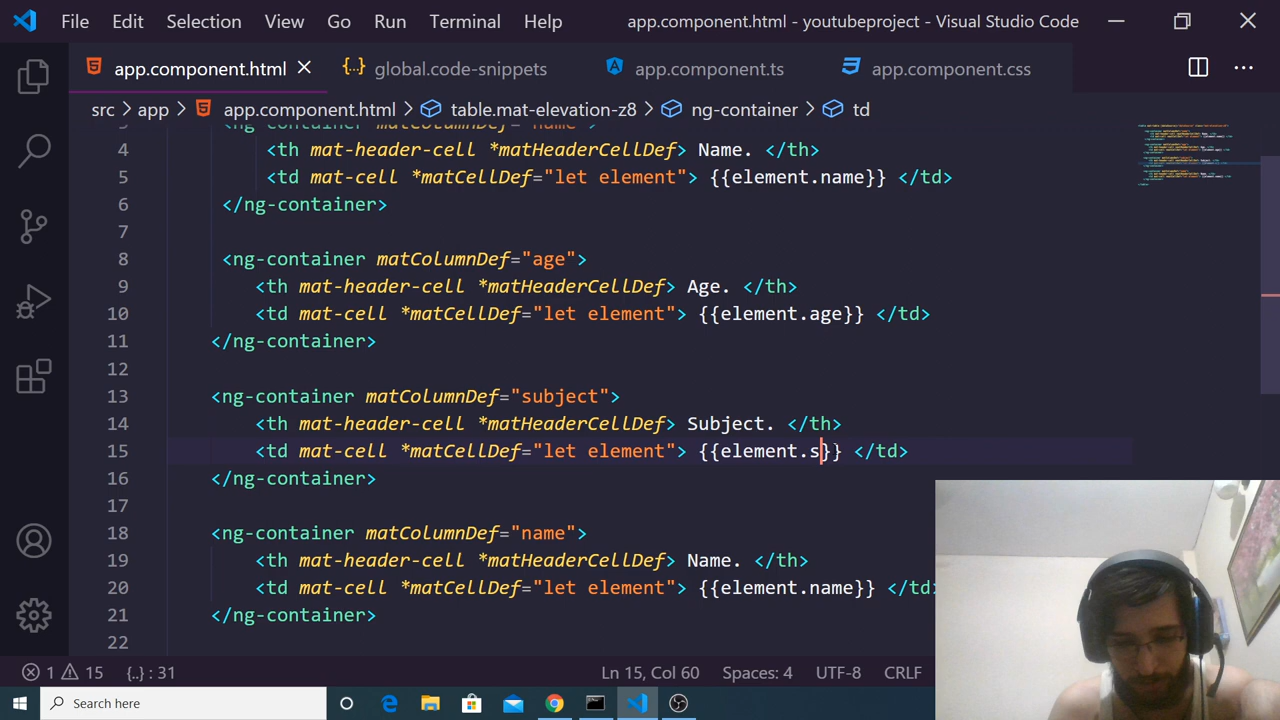 File Edit Selection View Go Run Terminal Help app.component.html - youtubeproject - Visual Studio Code
app.component.html {··} global.code-snippets app.component.ts app.component.css
src > app > app.component.html > table.mat-elevation-z8 > ng-container > td
3 <ng-container matColumnDef="name">
4 <th mat-header-cell *matHeaderCellDef> Name. </th>
5 <td mat-cell *matCellDef="let element"> {{element.name}} </td>
6 </ng-container>
7
8 <ng-container matColumnDef="age">
9 <th mat-header-cell *matHeaderCellDef> Age. </th>
10 <td mat-cell *matCellDef="let element"> {{element.age}} </td>
11 </ng-container>
12
13 <ng-container matColumnDef="subject">
14 <th mat-header-cell *matHeaderCellDef> Subject. </th>
15 <td mat-cell *matCellDef="let element"> {{element.s}} </td>
16 </ng-container>
17
18 <ng-container matColumnDef="name">
19 <th mat-header-cell *matHeaderCellDef> Name. </th>
20 <td mat-cell *matCellDef="let element"> {{element.name}} </td
21 </ng-container>
22
1 15 {..} : 31 Ln 15, Col 60 Spaces: 4 UTF-8 CRLF
Search here